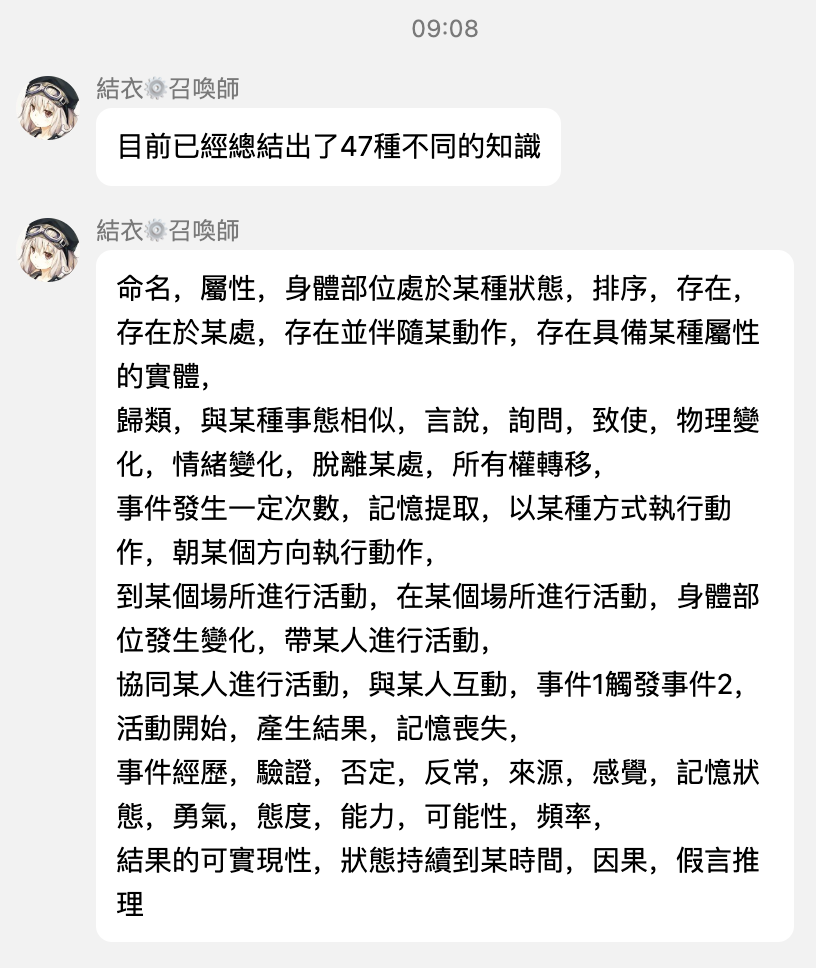 09:08
結衣⚙️召喚師
目前已經總結出了47種不同的知識
結衣⚙️召喚師
命名，屬性，身體部位處於某種狀態，排序，存在，
存在於某處，存在並伴隨某動作，存在具備某種屬性
的實體，
歸類，與某種事態相似，言說，詢問，致使，物理變
化，情緒變化，脫離某處，所有權轉移，
事件發生一定次數，記憶提取，以某種方式執行動
作，朝某個方向執行動作，
到某個場所進行活動，在某個場所進行活動，身體部
位發生變化，帶某人進行活動，
協同某人進行活動，與某人互動，事件1觸發事件2，
活動開始，產生結果，記憶喪失，
事件經歷，驗證，否定，反常，來源，感覺，記憶狀
態，勇氣，態度，能力，可能性，頻率，
結果的可實現性，狀態持續到某時間，因果，假言推
理